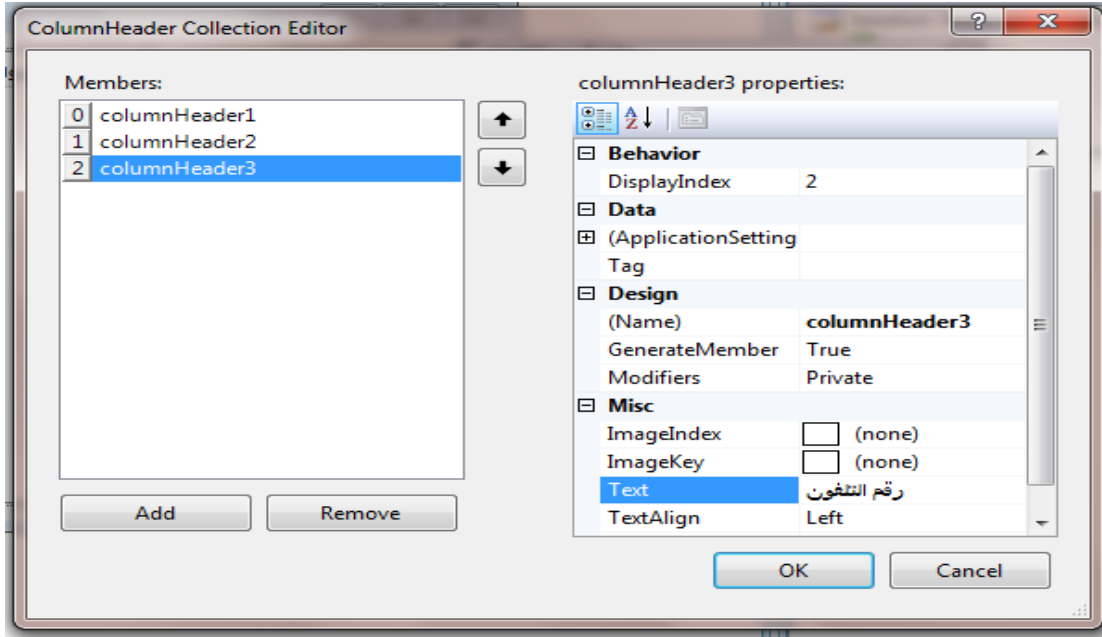 ColumnHeader Collection Editor
Members:
0 columnHeader1
1 columnHeader2
2 columnHeader3
Add Remove
columnHeader3 properties:
Behavior
DisplayIndex 2
Data
(ApplicationSetting
Tag
Design
(Name) columnHeader3
GenerateMember True
Modifiers Private
Misc
ImageIndex (none)
ImageKey (none)
Text رقم التلفون
TextAlign Left
OK Cancel